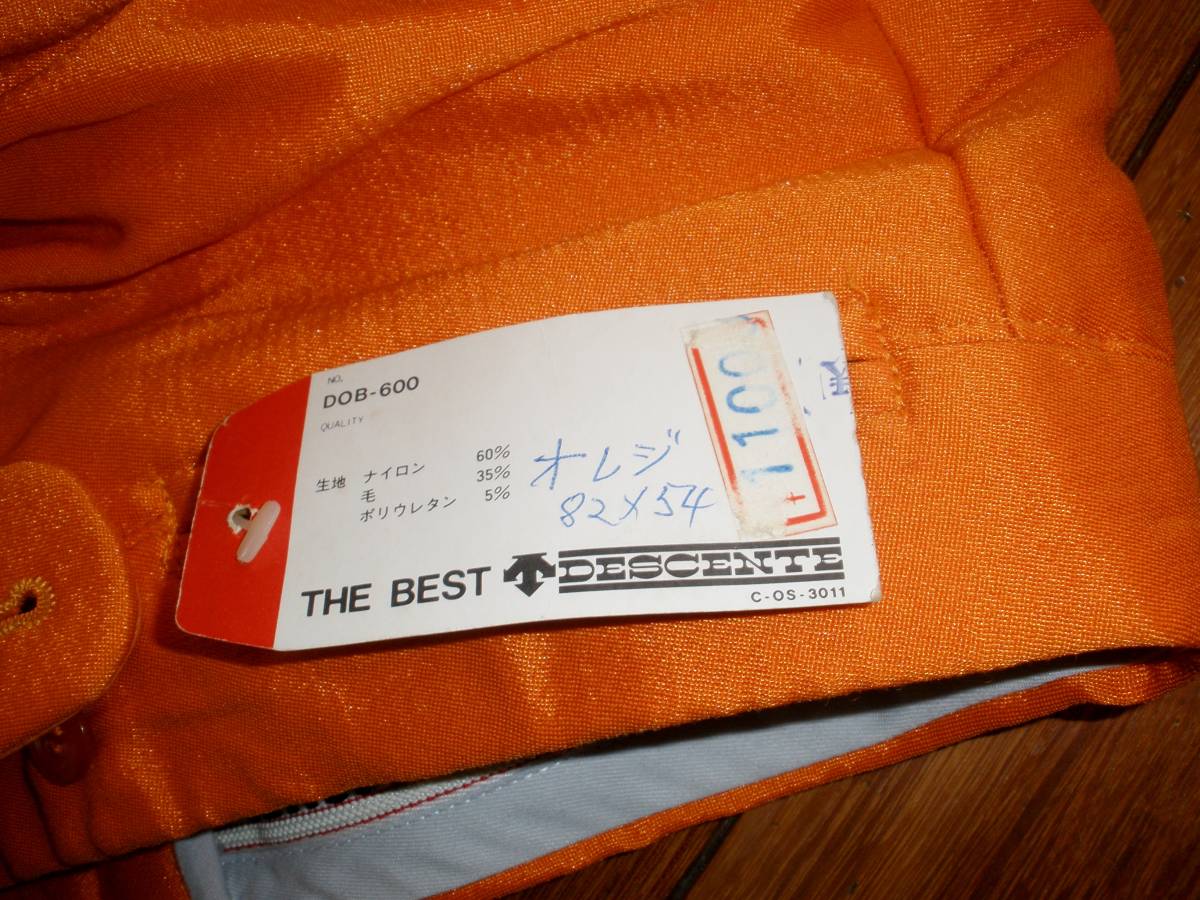 NO.
DOB-600
QUALITY
生地 ナイロン 60%
毛 35%
ポリウレタン 5%
オレジ
82×54
1100
THE BEST DESCENTE
C-OS-3011